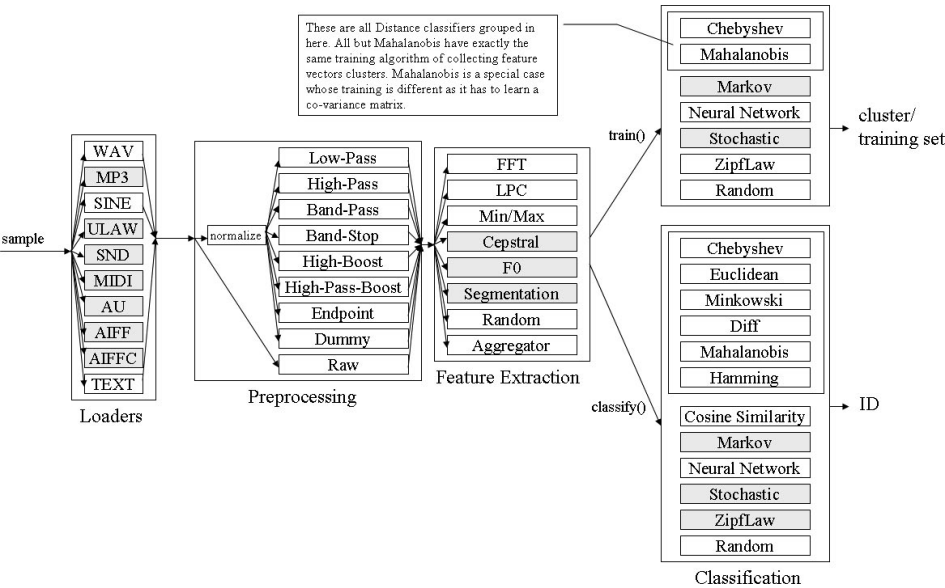 These are all Distance classifiers grouped in
here. All but Mahalanobis have exactly the
same training algorithm of collecting feature
vectors clusters. Mahalanobis is a special case
whose training is different as it has to learn a
co-variance matrix.
sample
WAV
MP3
SINE
ULAW
SND
MIDI
AU
AIFF
AIFFC
TEXT
Loaders
normalize
Low-Pass
High-Pass
Band-Pass
Band-Stop
High-Boost
High-Pass-Boost
Endpoint
Dummy
Raw
Preprocessing
FFT
LPC
Min/Max
Cepstral
F0
Segmentation
Random
Aggregator
Feature Extraction
train()
Chebyshev
Mahalanobis
Markov
Neural Network
Stochastic
ZipfLaw
Random
cluster/
training set
classify()
Chebyshev
Euclidean
Minkowski
Diff
Mahalanobis
Hamming
Cosine Similarity
Markov
Neural Network
Stochastic
ZipfLaw
Random
ID
Classification